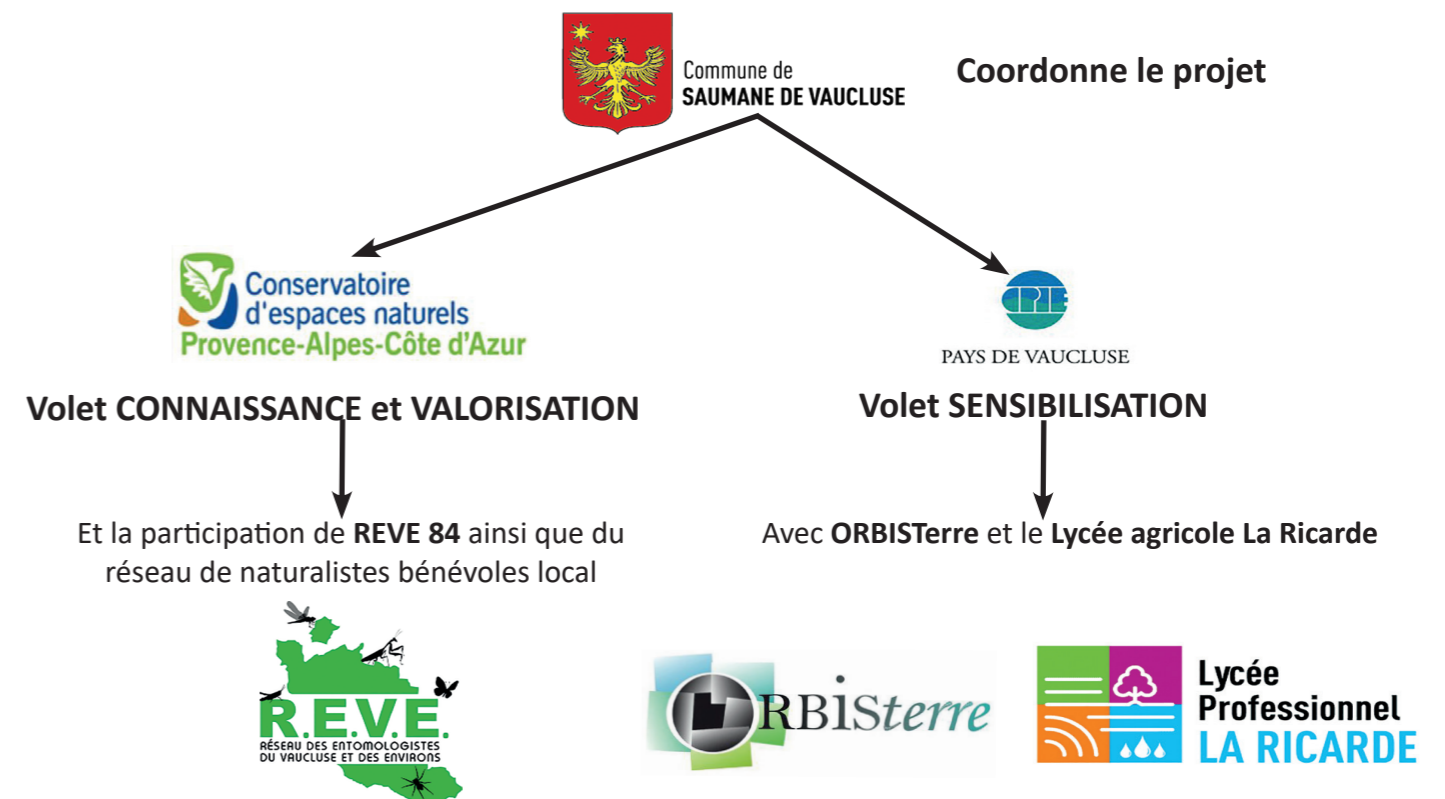 Commune de
SAUMANE DE VAUCLUSE
Coordonne le projet
Conservatoire
d'espaces naturels
Provence-Alpes-Côte d'Azur
CPIE
PAYS DE VAUCLUSE
Volet CONNAISSANCE et VALORISATION
Volet SENSIBILISATION
Et la participation de REVE 84 ainsi que du
réseau de naturalistes bénévoles local
Avec ORBISTerre et le Lycée agricole La Ricarde
R.E.V.E.
RÉSEAU DES ENTOMOLOGISTES
DU VAUCLUSE ET DES ENVIRONS
ORBiSterre
Lycée
Professionnel
LA RICARDE